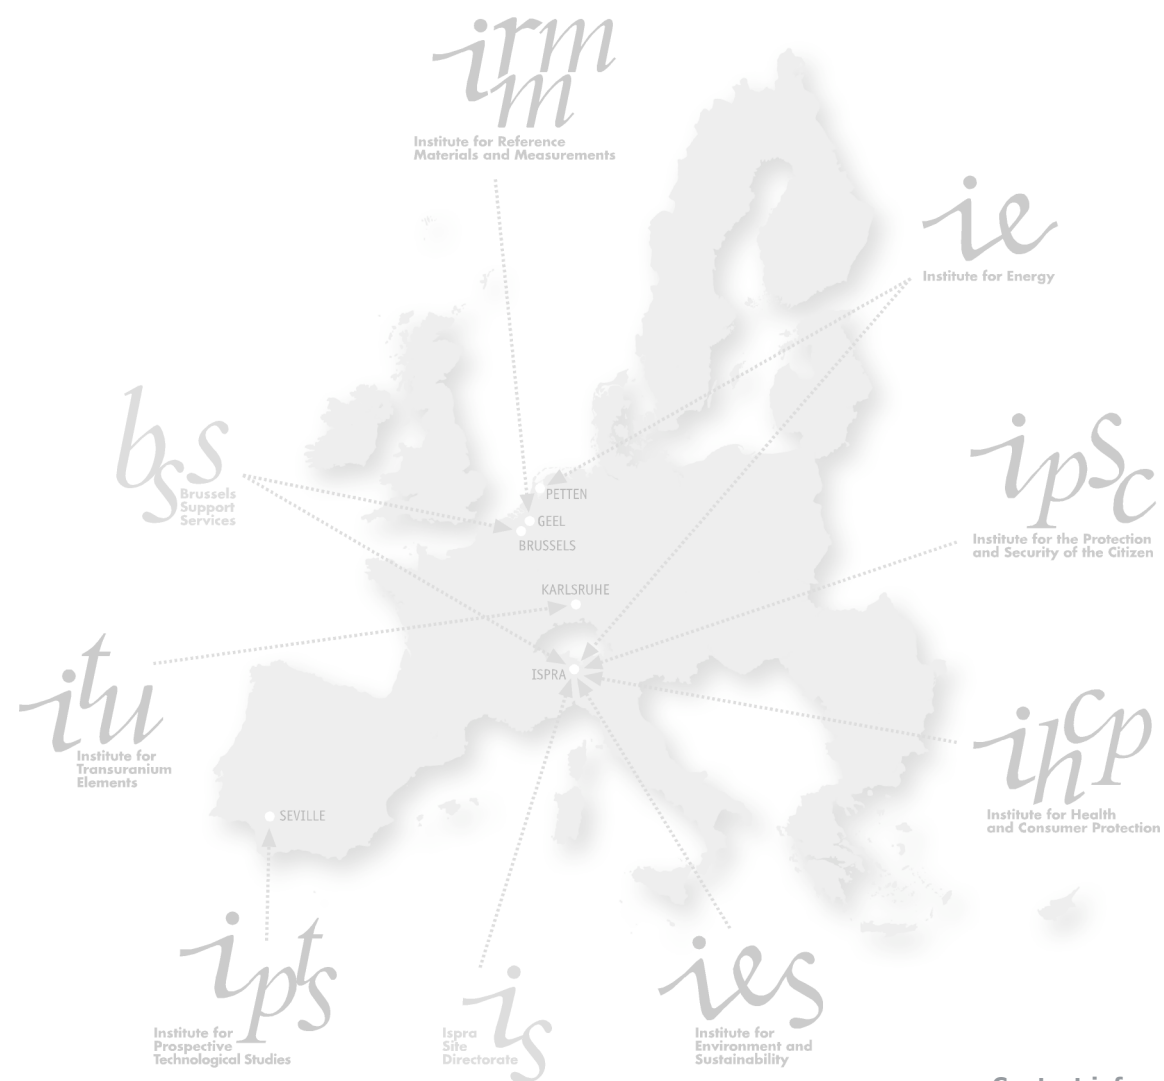 irm
m
Institute for Reference
Materials and Measurements
ie
Institute for Energy
bss
Brussels
Support
Services
ipsc
Institute for the Protection
and Security of the Citizen
PETTEN
GEEL
BRUSSELS
KARLSRUHE
ISPRA
itu
Institute for
Transuranium
Elements
ihcp
Institute for Health
and Consumer Protection
SEVILLE
ipts
Institute for
Prospective
Technological Studies
is
Ispra
Site
Directorate
ies
Institute for
Environment and
Sustainability